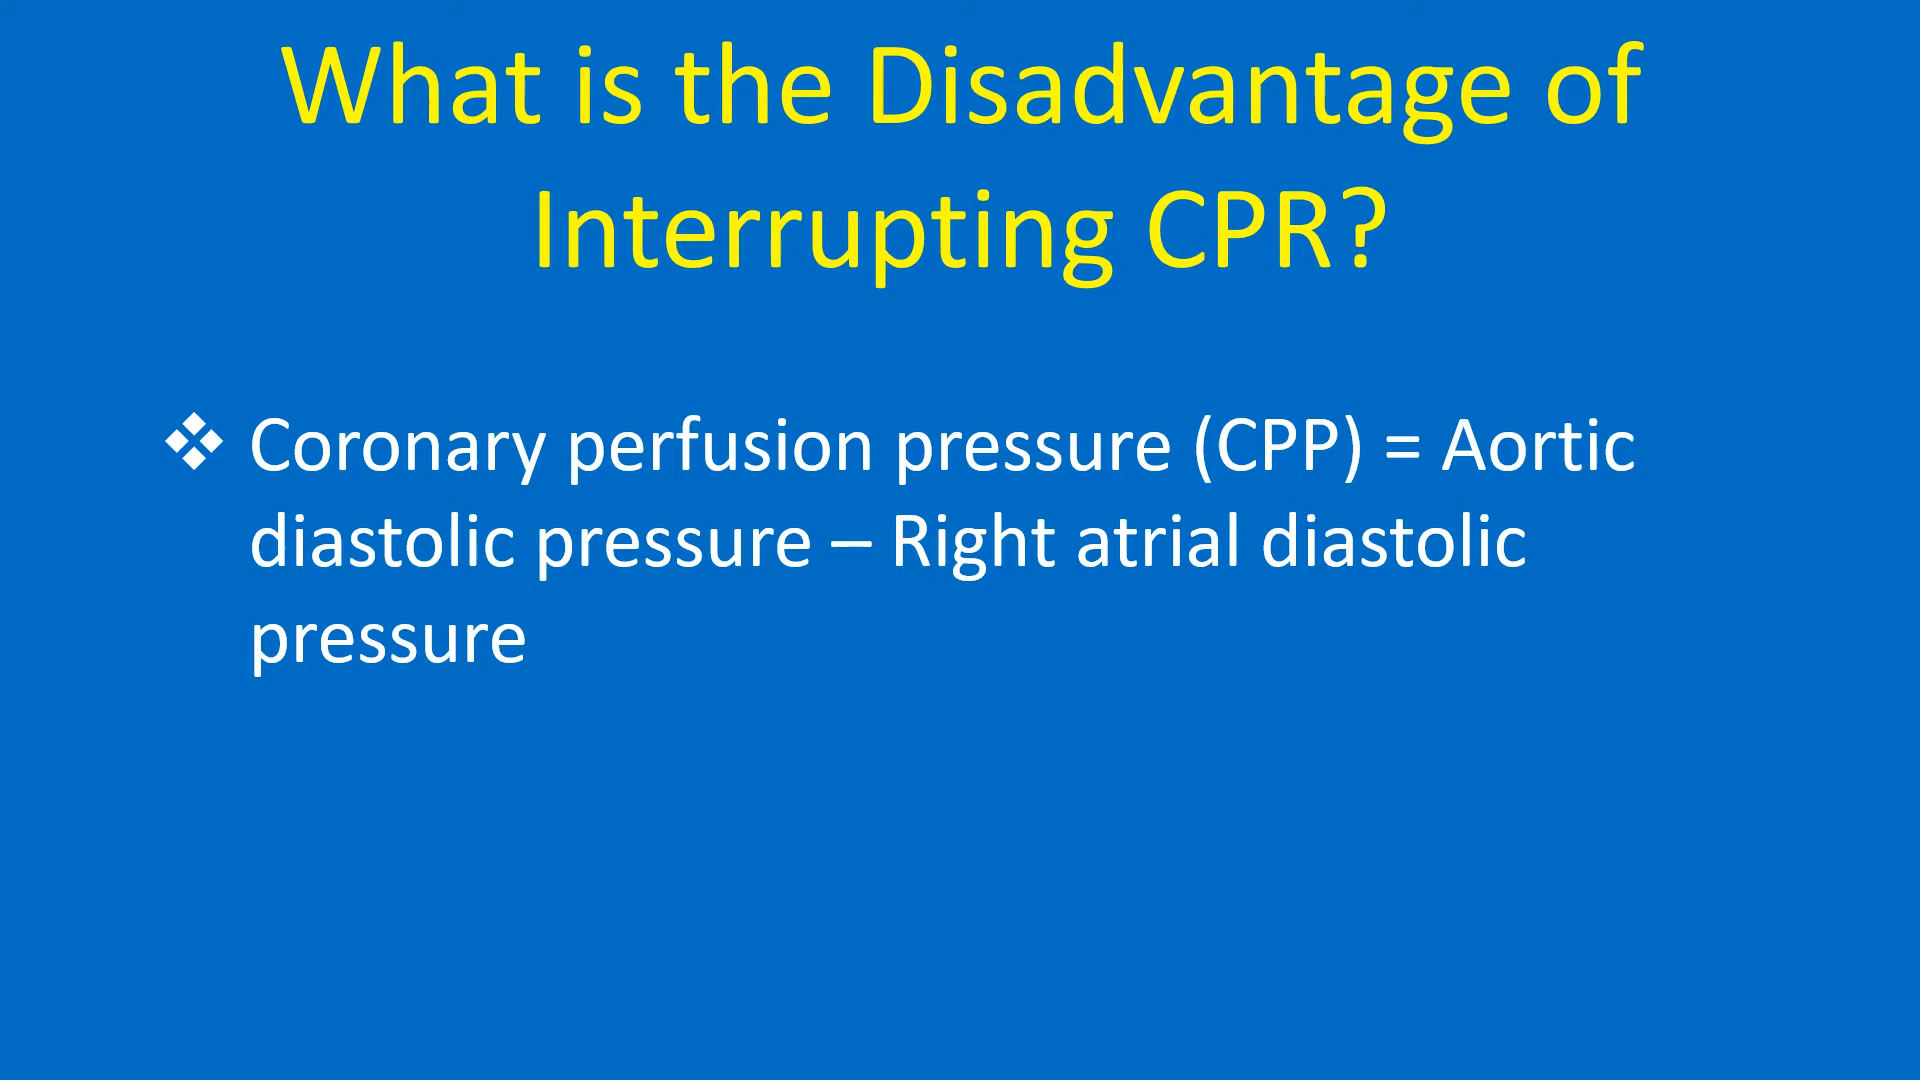 What is the Disadvantage of
Interrupting CPR?
❖ Coronary perfusion pressure (CPP) = Aortic
diastolic pressure – Right atrial diastolic
pressure